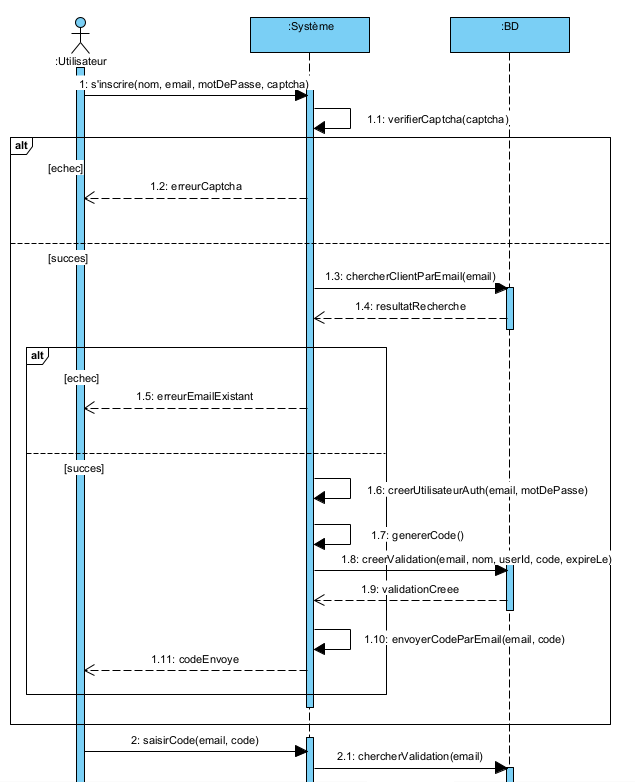 :Système
:BD
:Utilisateur
1: s'inscrire(nom, email, motDePasse, captcha)
1.1: verifierCaptcha(captcha)
alt
[echec]
1.2: erreurCaptcha
[succes]
1.3: chercherClientParEmail(email)
1.4: resultatRecherche
alt
[echec]
1.5: erreurEmailExistant
[succes]
1.6: creerUtilisateurAuth(email, motDePasse)
1.7: genererCode()
1.8: creerValidation(email, nom, userId, code, expireLe)
1.9: validationCreee
1.10: envoyerCodeParEmail(email, code)
1.11: codeEnvoye
2: saisirCode(email, code)
2.1: chercherValidation(email)